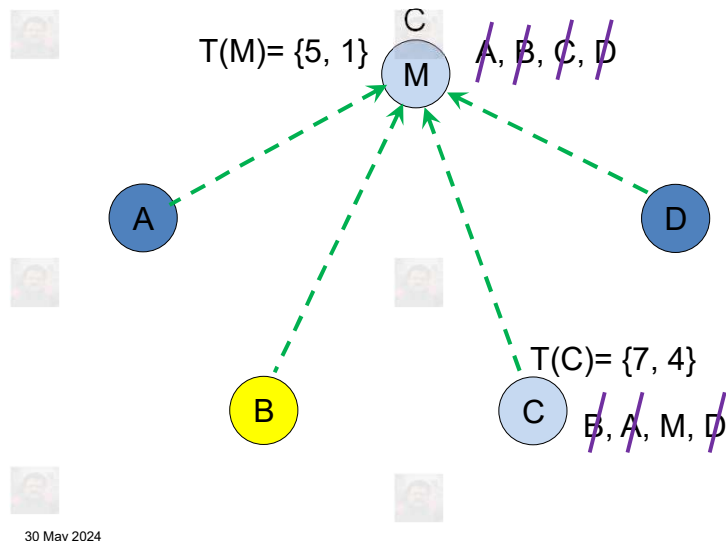 C
T(M)= {5, 1}
M
A, B, C, D
A
D
T(C)= {7, 4}
B
C
B, A, M, D
30 May 2024